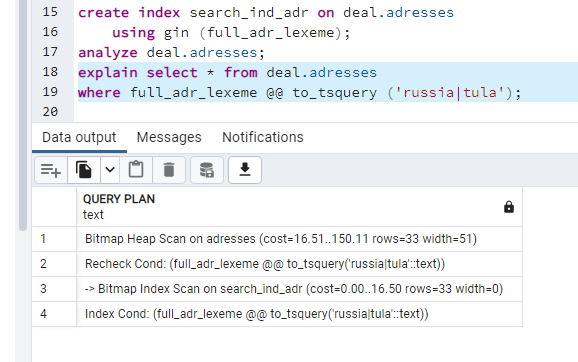 15 create index search_ind_adr on deal.adresses
16 using gin (full_adr_lexeme);
17 analyze deal.adresses;
18 explain select * from deal.adresses
19 where full_adr_lexeme @@ to_tsquery ('russia|tula');
20
Data output Messages Notifications
QUERY PLAN
text
1 Bitmap Heap Scan on adresses (cost=16.51..150.11 rows=33 width=51)
2 Recheck Cond: (full_adr_lexeme @@ to_tsquery('russia|tula'::text))
3 -> Bitmap Index Scan on search_ind_adr (cost=0.00..16.50 rows=33 width=0)
4 Index Cond: (full_adr_lexeme @@ to_tsquery('russia|tula'::text))